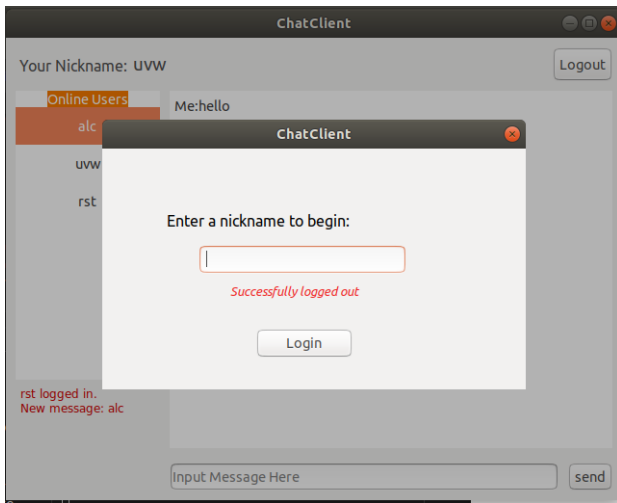 ChatClient
Your Nickname: uvw
Logout
Online Users
Me:hello
alc
uvw
rst
ChatClient
Enter a nickname to begin:
Successfully logged out
Login
rst logged in.
New message: alc
Input Message Here
send